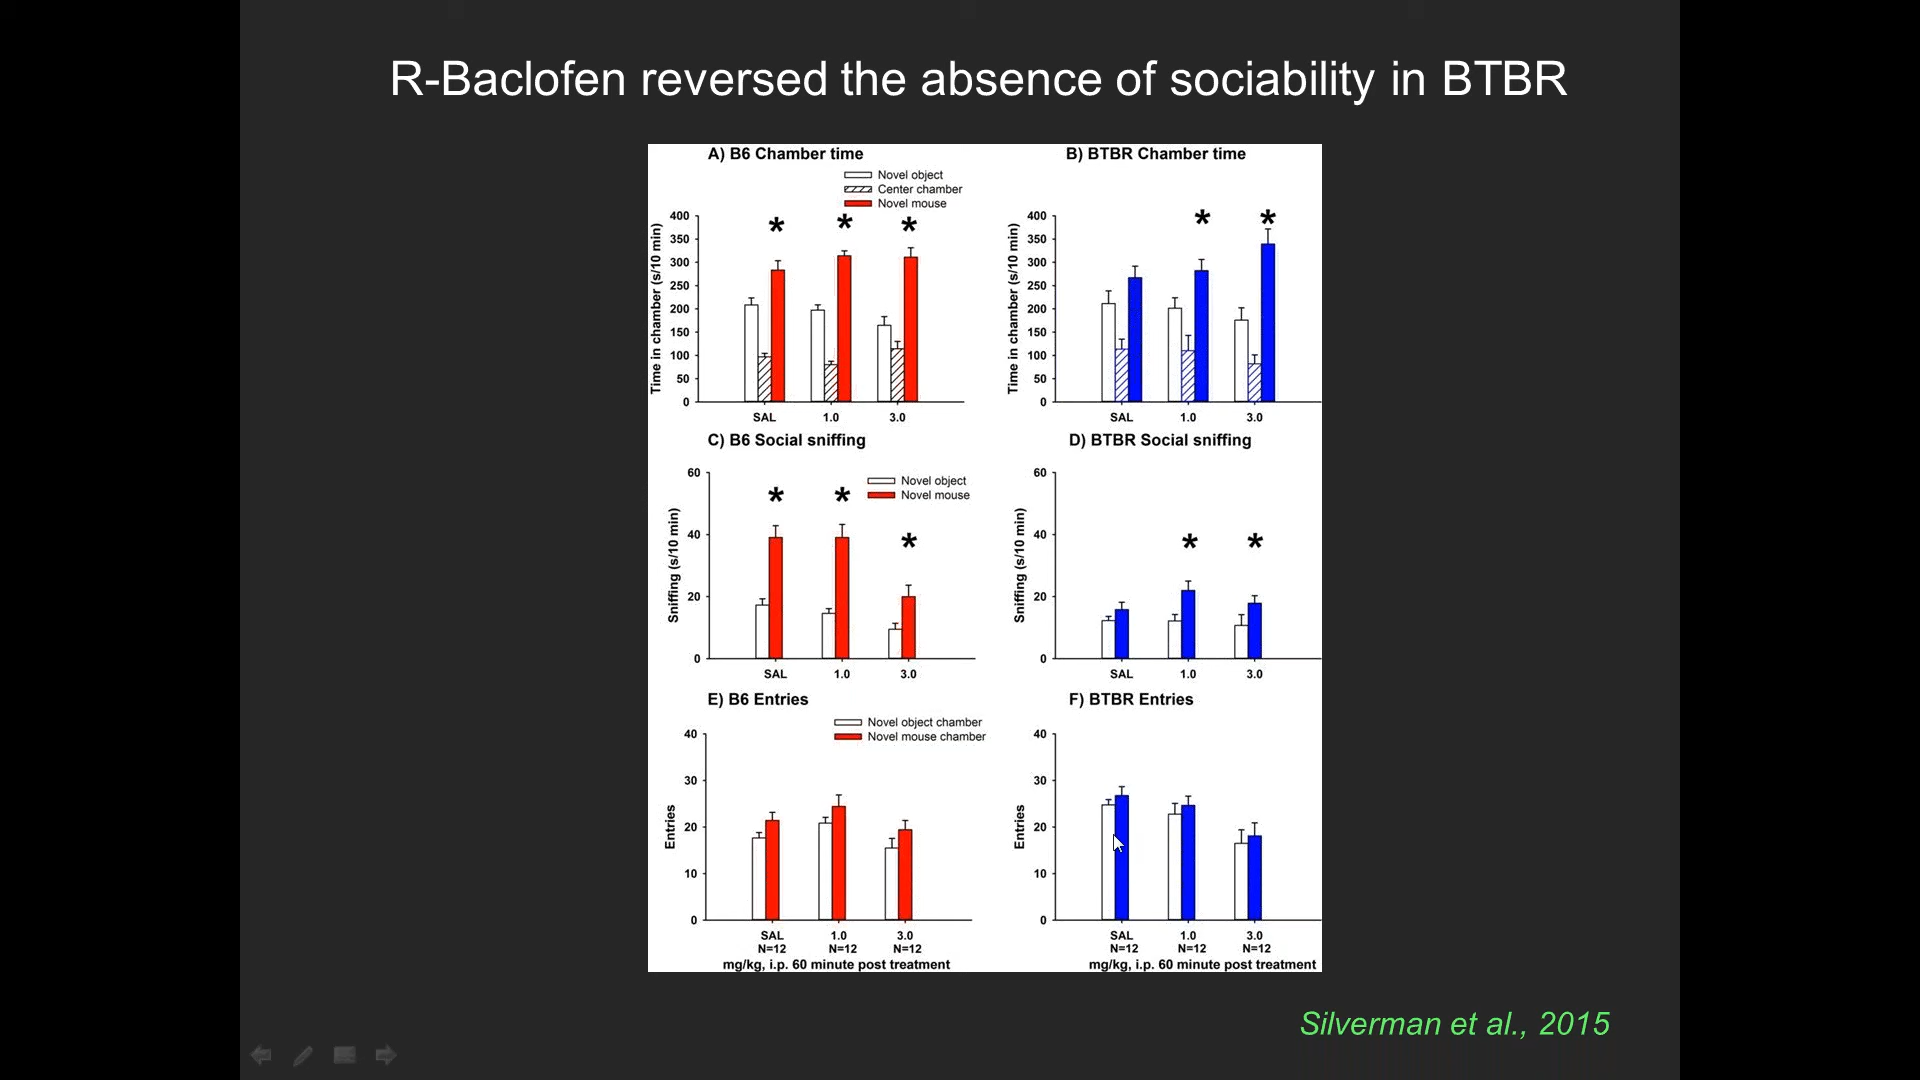 R-Baclofen reversed the absence of sociability in BTBR
A) B6 Chamber time
Novel object
Center chamber
Novel mouse
Time in chamber (s/10 min)
400
350
300
250
200
150
100
50
0
* * *
SAL 1.0 3.0
B) BTBR Chamber time
Time in chamber (s/10 min)
400
350
300
250
200
150
100
50
0
* *
SAL 1.0 3.0
C) B6 Social sniffing
Novel object
Novel mouse
Sniffing (s/10 min)
60
40
20
0
* * *
SAL 1.0 3.0
D) BTBR Social sniffing
Sniffing (s/10 min)
60
40
20
0
* *
SAL 1.0 3.0
E) B6 Entries
Novel object chamber
Novel mouse chamber
Entries
40
30
20
10
0
SAL 1.0 3.0
N=12 N=12 N=12
mg/kg, i.p. 60 minute post treatment
F) BTBR Entries
Entries
40
30
20
10
0
SAL 1.0 3.0
N=12 N=12 N=12
mg/kg, i.p. 60 minute post treatment
Silverman et al., 2015